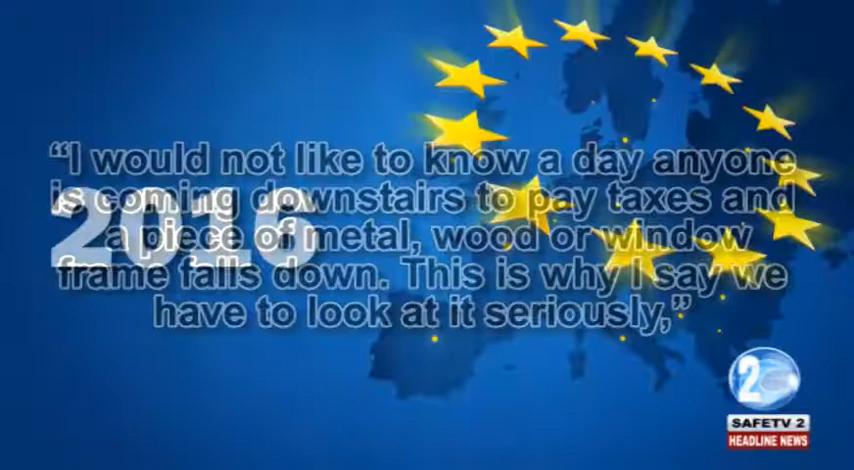 “I would not like to know a day anyone
is coming downstairs to pay taxes and
a piece of metal, wood or window
frame falls down. This is why I say we
have to look at it seriously,”
2016
2
SAFETV 2
HEADLINE NEWS